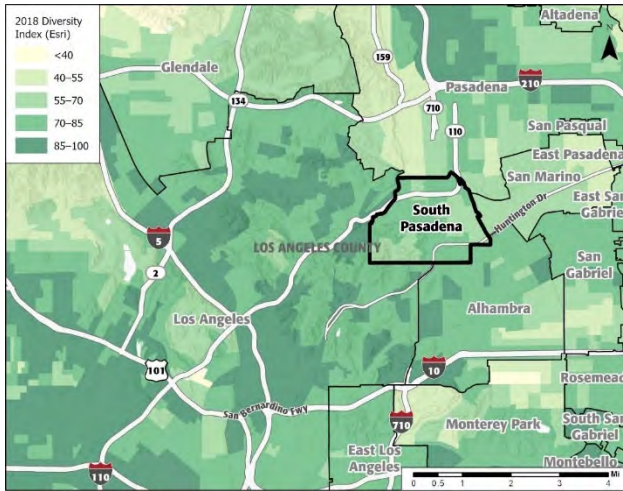 2018 Diversity
Index (Esri)
<40
40–55
55–70
70–85
85–100
Altadena
N
Glendale
159
134
710
Pasadena
210
110
San Pasqual
East Pasadena
San Marino
South
Pasadena
Huntington Dr
East San
Gabriel
LOS ANGELES COUNTY
5
2
San
Gabriel
Los Angeles
Alhambra
101
10
Rosemead
San Bernardino Fwy
710
Monterey Park
South San
Gabriel
East Los
Angeles
Montebello
110
Mi
0 0.5 1 2 3 4